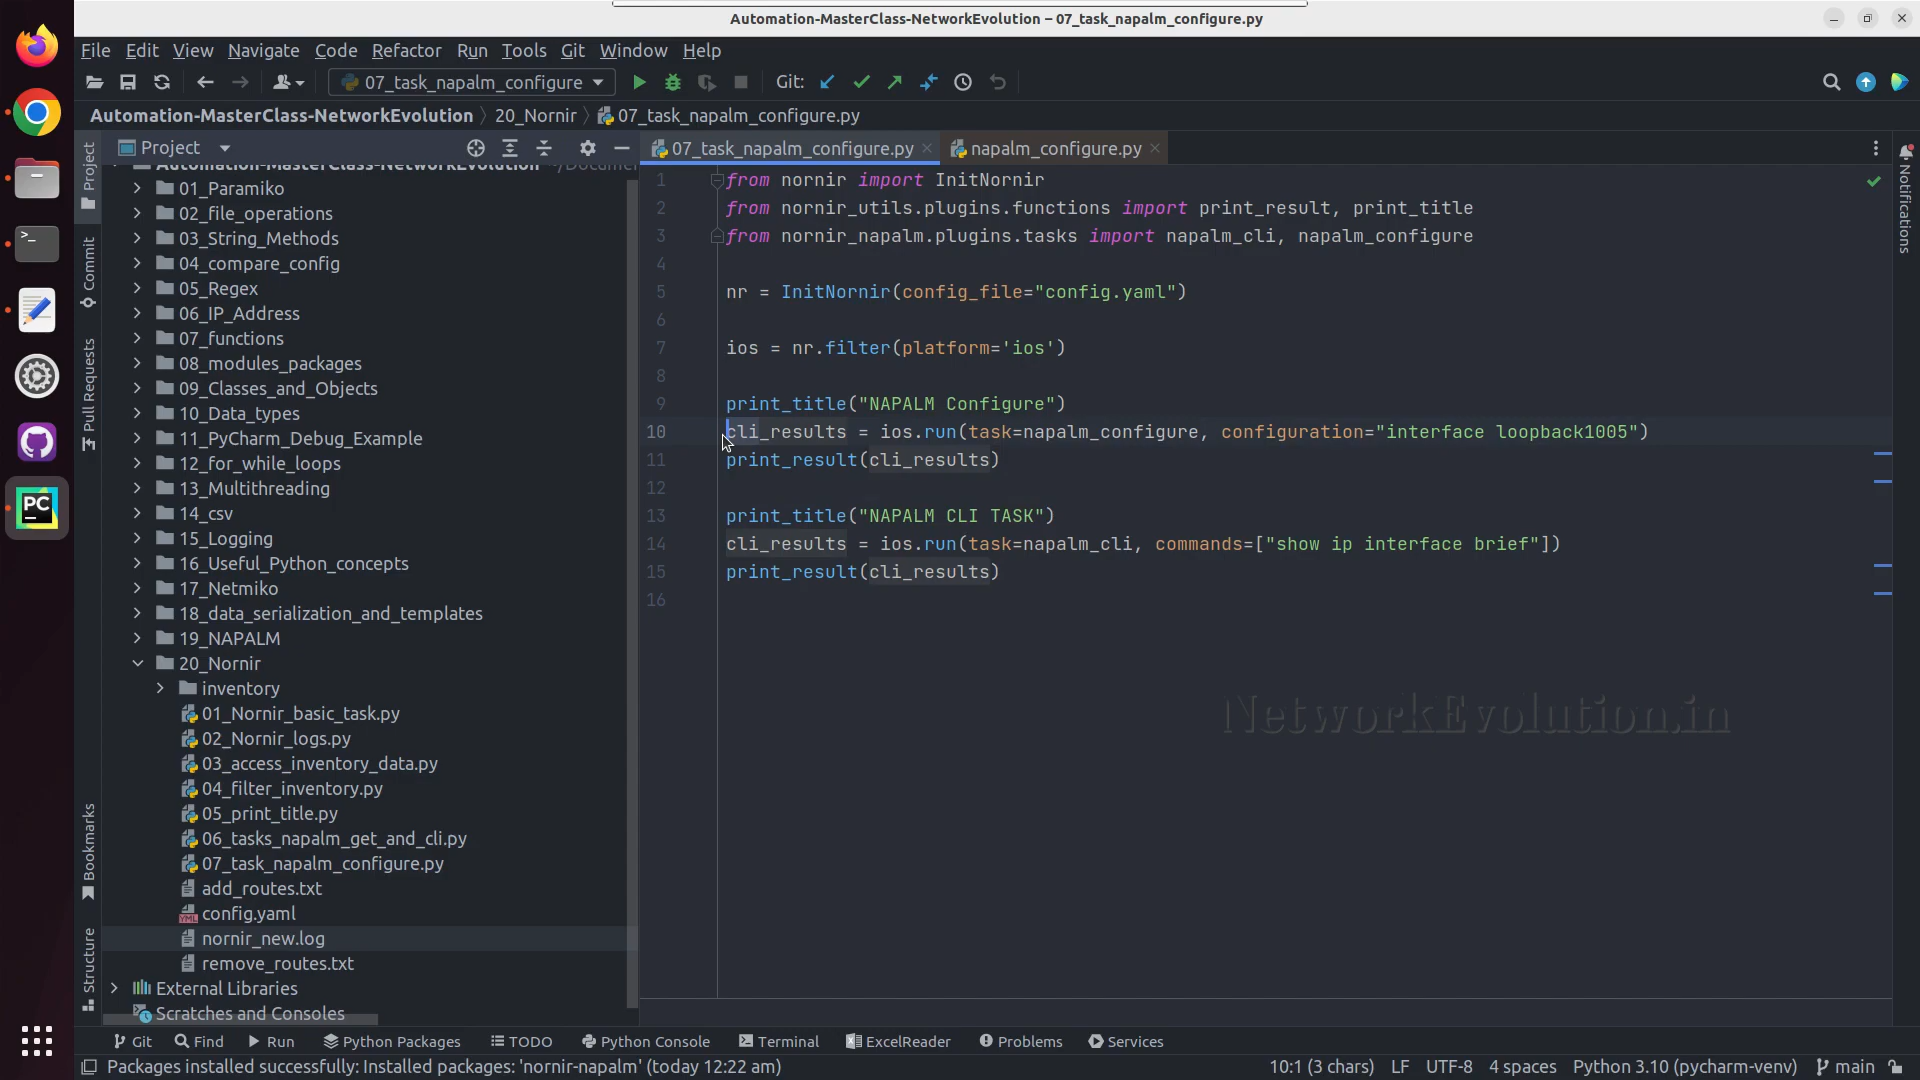 Automation-MasterClass-NetworkEvolution – 07_task_napalm_configure.py
File Edit View Navigate Code Refactor Run Tools Git Window Help
07_task_napalm_configure Git:
Automation-MasterClass-NetworkEvolution 20_Nornir 07_task_napalm_configure.py
Project
07_task_napalm_configure.py napalm_configure.py
Project
Commit
Pull Requests
Bookmarks
Structure
Notifications
Automation-MasterClass-NetworkEvolution
01_Paramiko
02_file_operations
03_String_Methods
04_compare_config
05_Regex
06_IP_Address
07_functions
08_modules_packages
09_Classes_and_Objects
10_Data_types
11_PyCharm_Debug_Example
12_for_while_loops
13_Multithreading
14_csv
15_Logging
16_Useful_Python_concepts
17_Netmiko
18_data_serialization_and_templates
19_NAPALM
20_Nornir
inventory
01_Nornir_basic_task.py
02_Nornir_logs.py
03_access_inventory_data.py
04_filter_inventory.py
05_print_title.py
06_tasks_napalm_get_and_cli.py
07_task_napalm_configure.py
add_routes.txt
config.yaml
nornir_new.log
remove_routes.txt
External Libraries
Scratches and Consoles
1 from nornir import InitNornir
2 from nornir_utils.plugins.functions import print_result, print_title
3 from nornir_napalm.plugins.tasks import napalm_cli, napalm_configure
4
5 nr = InitNornir(config_file="config.yaml")
6
7 ios = nr.filter(platform='ios')
8
9 print_title("NAPALM Configure")
10 cli_results = ios.run(task=napalm_configure, configuration="interface loopback1005")
11 print_result(cli_results)
12
13 print_title("NAPALM CLI TASK")
14 cli_results = ios.run(task=napalm_cli, commands=["show ip interface brief"])
15 print_result(cli_results)
16
NetworkEvolution.in
PC
Git Find Run Python Packages TODO Python Console Terminal ExcelReader Problems Services
Packages installed successfully: Installed packages: 'nornir-napalm' (today 12:22 am) 10:1 (3 chars) LF UTF-8 4 spaces Python 3.10 (pycharm-venv) main